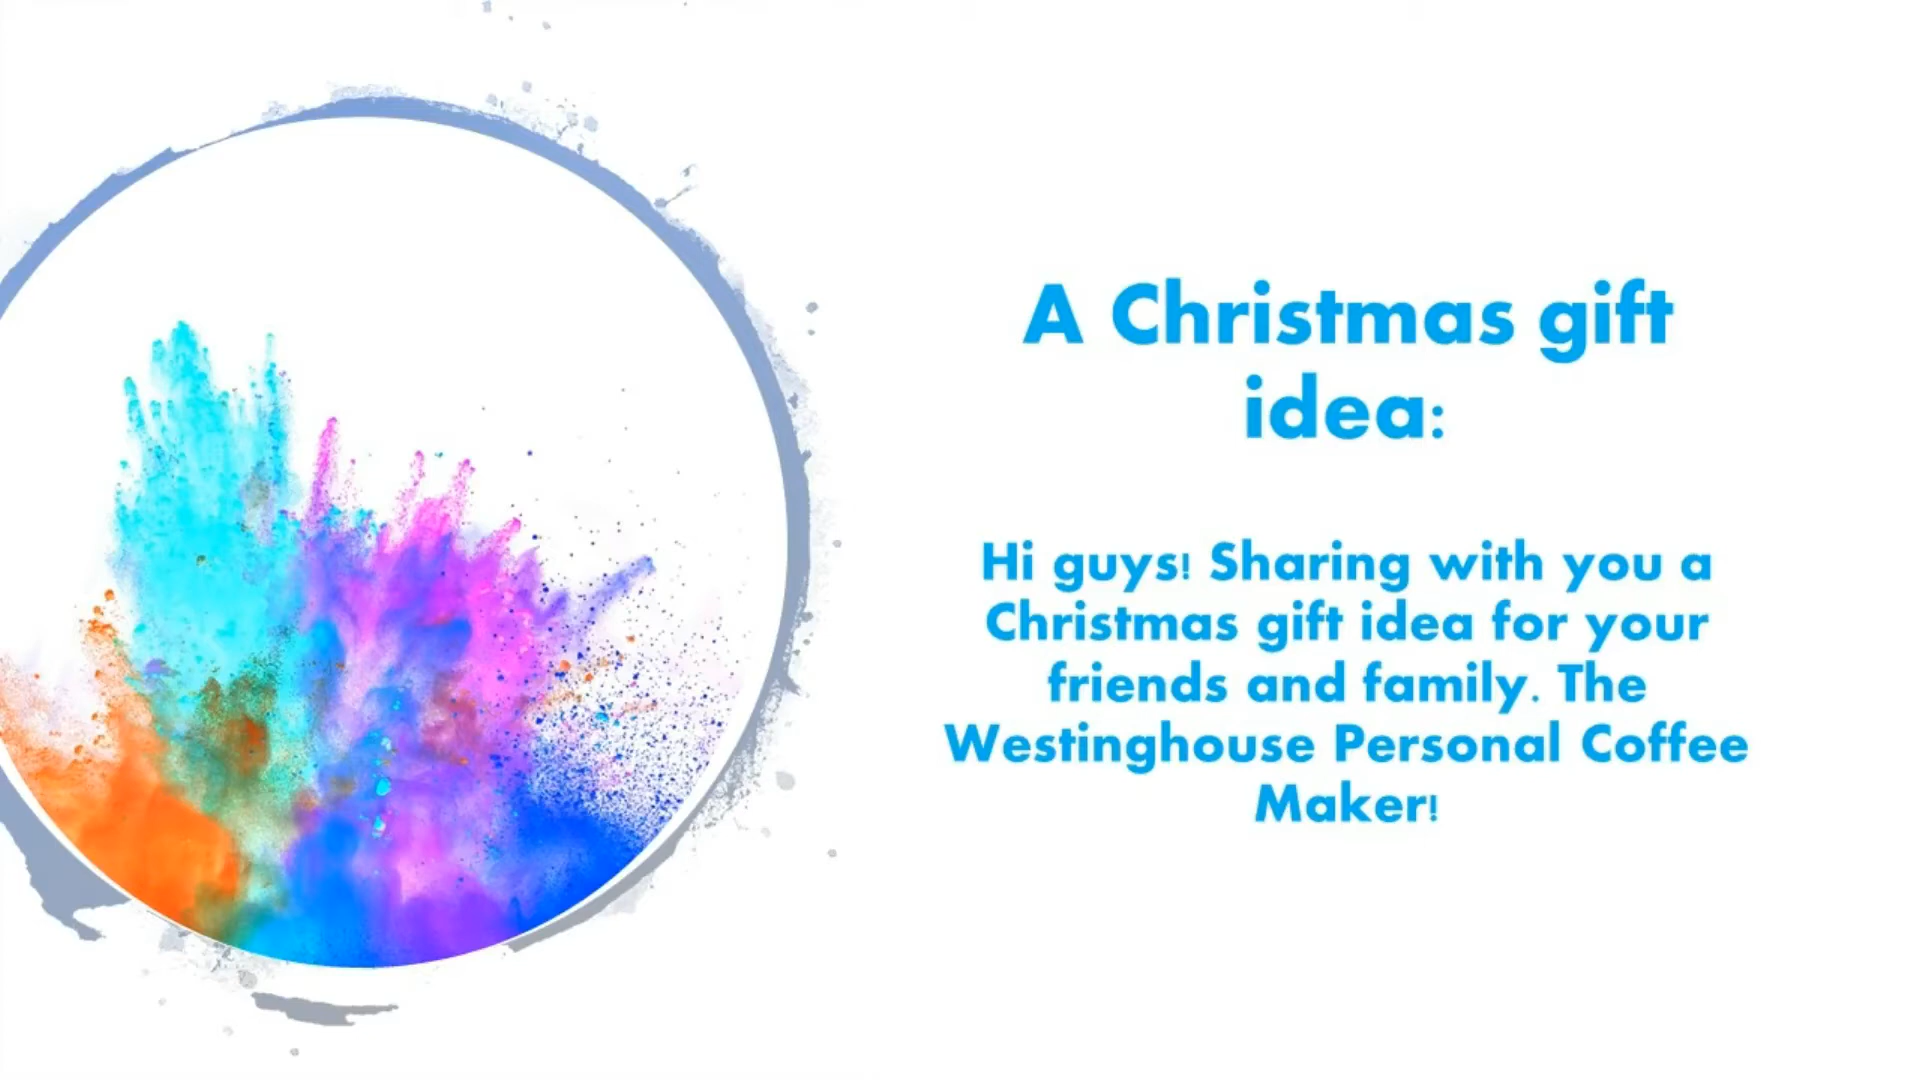 A Christmas gift
idea:
Hi guys! Sharing with you a
Christmas gift idea for your
friends and family. The
Westinghouse Personal Coffee
Maker!